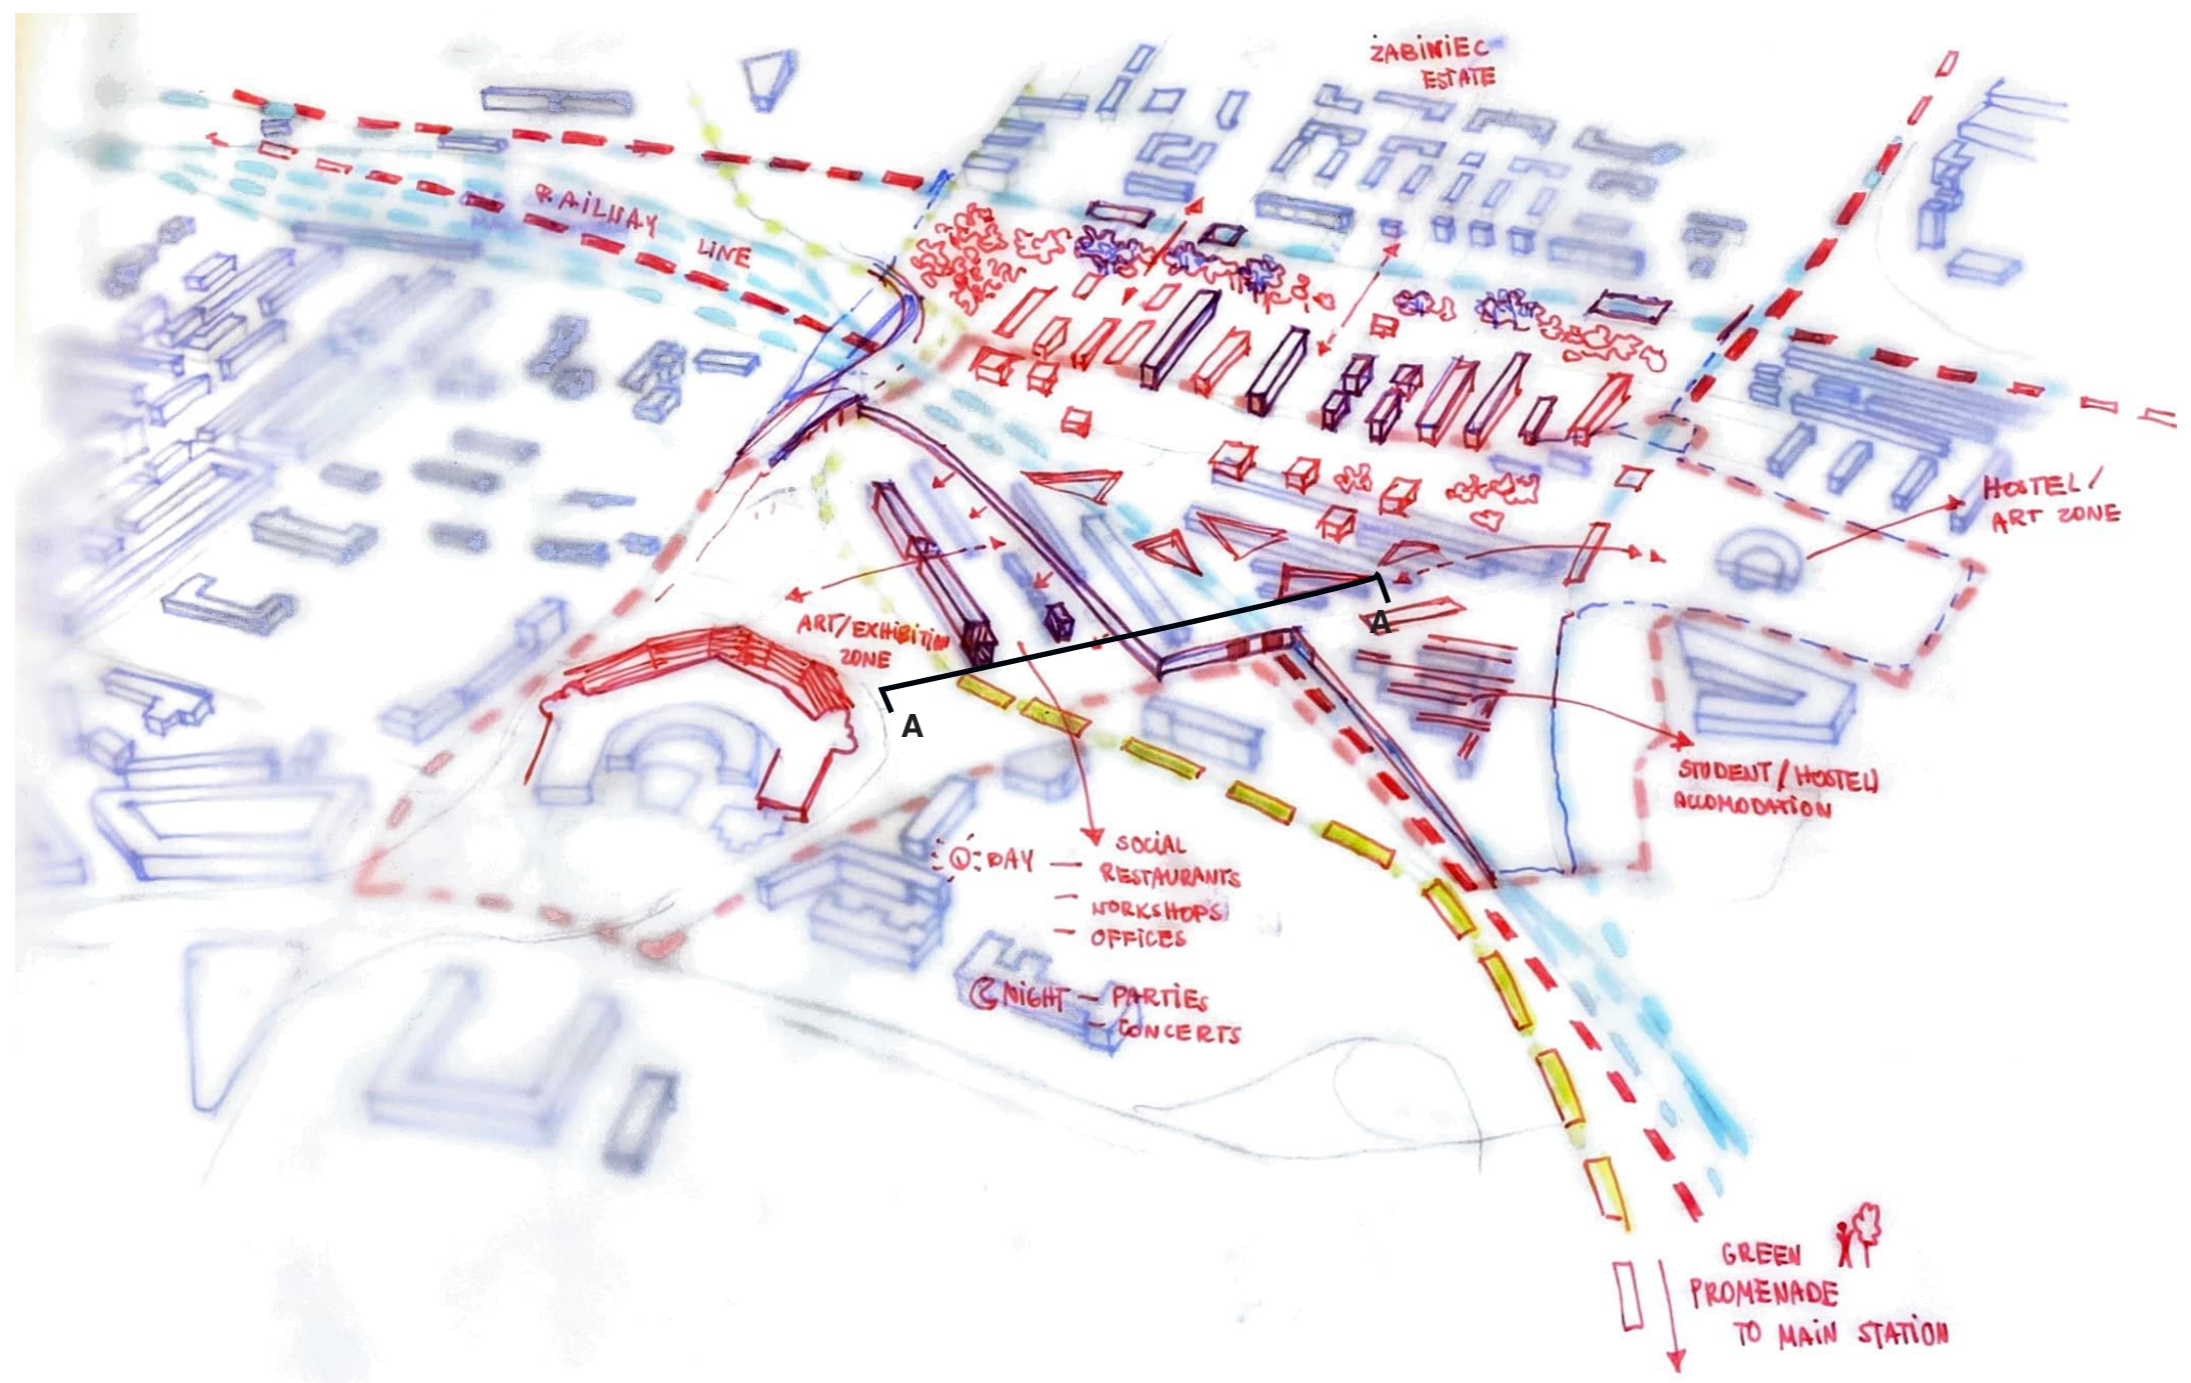 ŻABINIEC
ESTATE
RAILWAY LINE
HOSTEL/
ART ZONE
ART/EXHIBITION
ZONE
A
A
STUDENT/HOSTEL
ACCOMODATION
DAY — SOCIAL
RESTAURANTS
— WORKSHOPS
— OFFICES
NIGHT — PARTIES
— CONCERTS
GREEN
PROMENADE
TO MAIN STATION